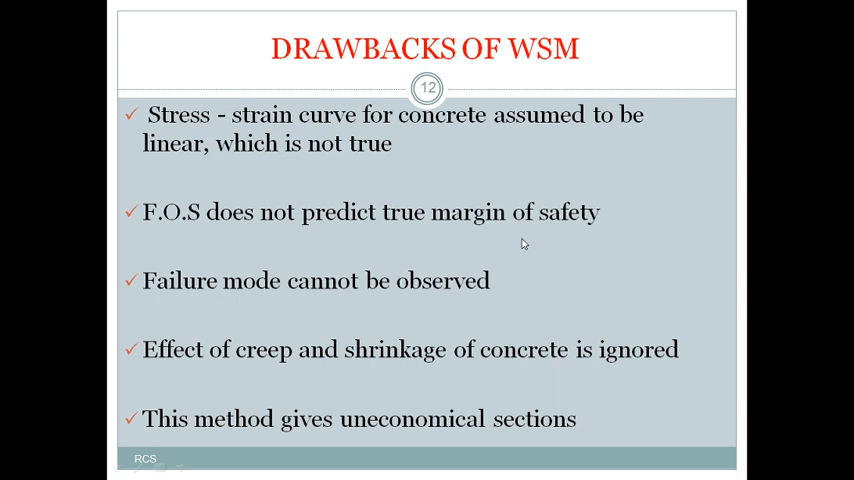 DRAWBACKS OF WSM
12
Stress - strain curve for concrete assumed to be
linear, which is not true
F.O.S does not predict true margin of safety
Failure mode cannot be observed
Effect of creep and shrinkage of concrete is ignored
This method gives uneconomical sections
RCS